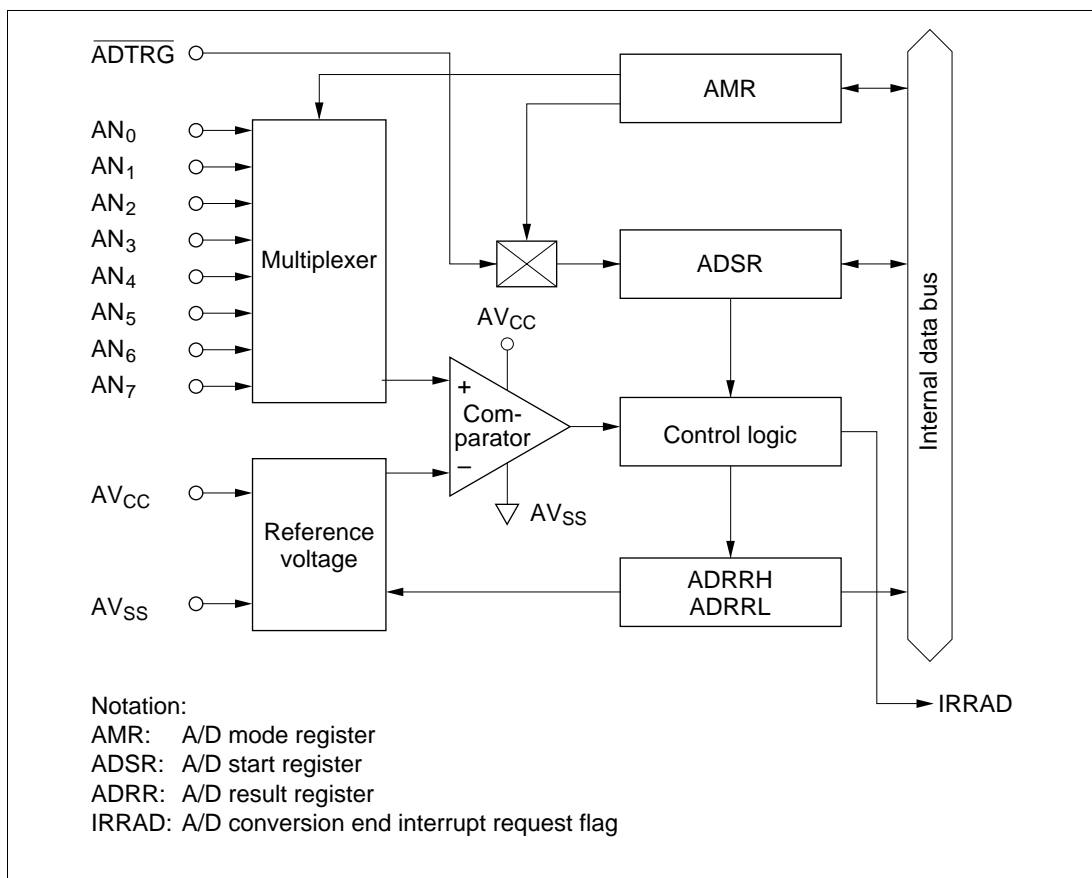 ADTRG
AMR
AN0
AN1
AN2
AN3
AN4
AN5
AN6
AN7
Multiplexer
ADSR
Internal data bus
AVCC
+
Com-
parator
–
AVSS
Control logic
AVCC
Reference
voltage
AVSS
ADRRH
ADRRL
IRRAD
Notation:
AMR: A/D mode register
ADSR: A/D start register
ADRR: A/D result register
IRRAD: A/D conversion end interrupt request flag